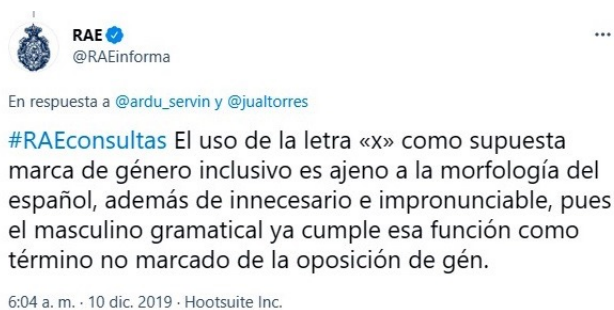 RAE
@RAEinforma
...
En respuesta a @ardu_servin y @jualtorres
#RAEconsultas El uso de la letra «x» como supuesta
marca de género inclusivo es ajeno a la morfología del
español, además de innecesario e impronunciable, pues
el masculino gramatical ya cumple esa función como
término no marcado de la oposición de gén.
6:04 a. m. · 10 dic. 2019 · Hootsuite Inc.